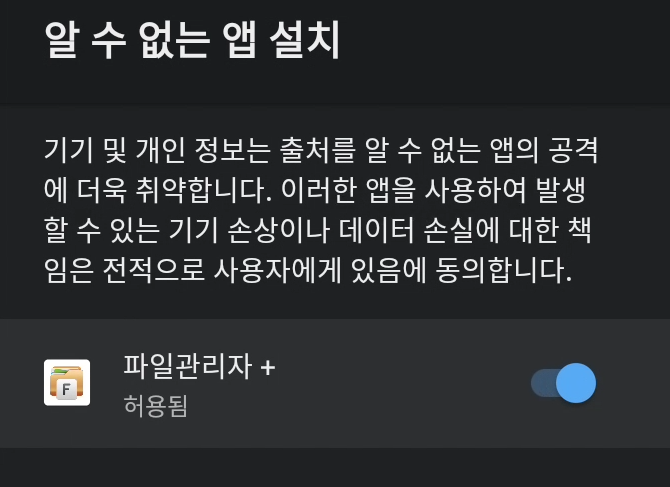 알 수 없는 앱 설치
기기 및 개인 정보는 출처를 알 수 없는 앱의 공격
에 더욱 취약합니다. 이러한 앱을 사용하여 발생
할 수 있는 기기 손상이나 데이터 손실에 대한 책
임은 전적으로 사용자에게 있음에 동의합니다.
파일관리자 +
F
허용됨